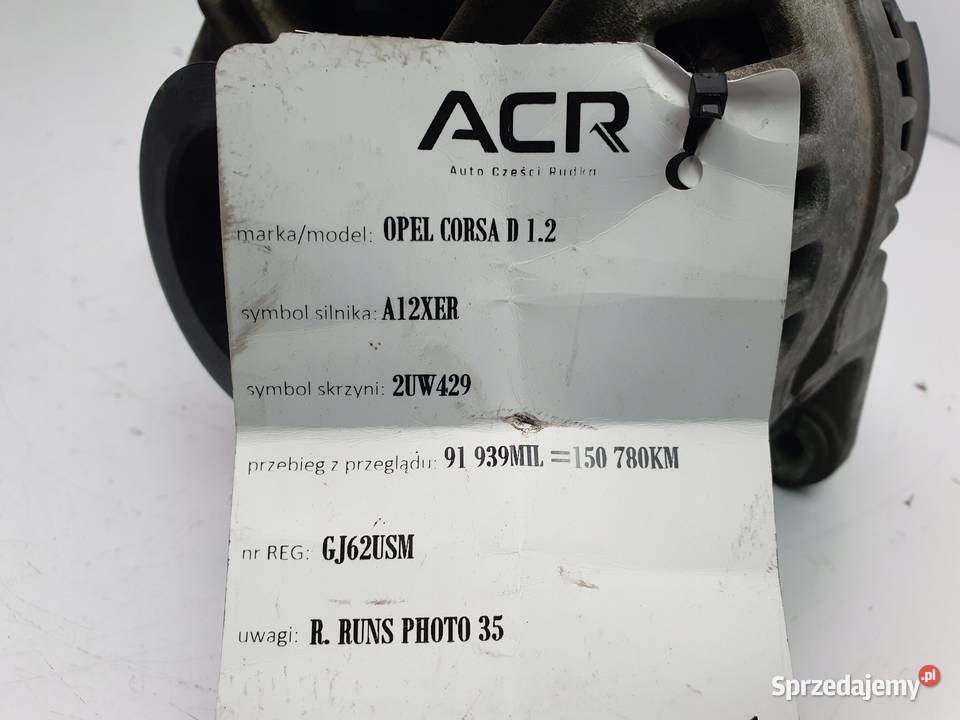 ACR
Auto Części Rudka
marka/model: OPEL CORSA D 1.2
symbol silnika: A12XER
symbol skrzyni: 2UW429
przebieg z przeglądu: 91 939MIL =150 780KM
nr REG: GJ62USM
uwagi: R. RUNS PHOTO 35
Sprzedajemy.pl